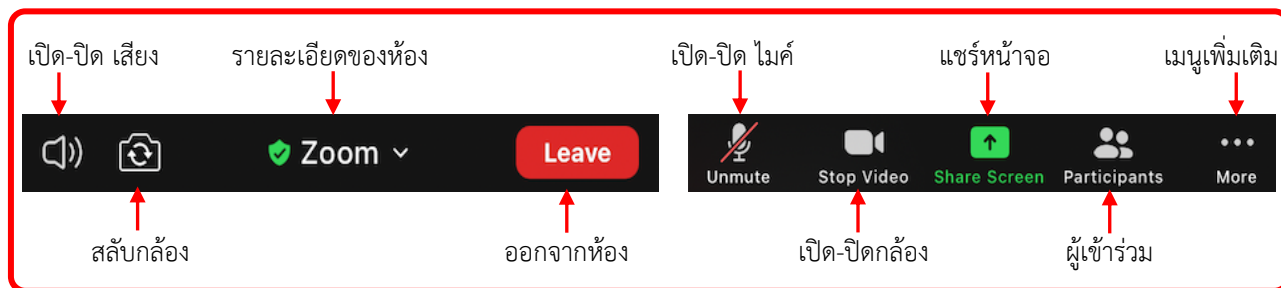 เปิด-ปิด เสียง
รายละเอียดของห้อง
เปิด-ปิด ไมค์
แชร์หน้าจอ
เมนูเพิ่มเติม
Zoom
Leave
Unmute
Stop Video
Share Screen
Participants
More
สลับกล้อง
ออกจากห้อง
เปิด-ปิดกล้อง
ผู้เข้าร่วม